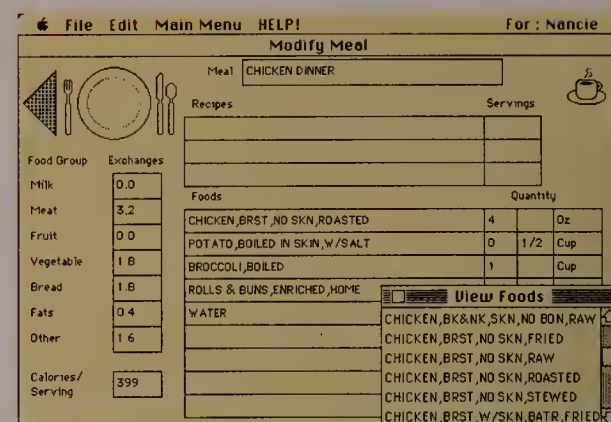 File Edit Main Menu HELP! For : Nancie
Modify Meal
Meal CHICKEN DINNER
Recipes Servings
Food Group Exchanges
Milk 0.0
Meat 3.2
Fruit 0 0
Vegetable 1 8
Bread 1.8
Fats 0 4
Other 1 6
Calories/
Serving 399
Foods Quantity
CHICKEN,BRST,NO SKN,ROASTED 4 Oz
POTATO,BOILED IN SKIN,W/SALT 0 1/2 Cup
BROCCOLI,BOILED 1 Cup
ROLLS & BUNS,ENRICHED,HOME
WATER
View Foods
CHICKEN,BK&NK,SKN,NO BON,RAW
CHICKEN,BRST,NO SKN,FRIED
CHICKEN,BRST,NO SKN,RAW
CHICKEN,BRST,NO SKN,ROASTED
CHICKEN,BRST,NO SKN,STEWED
CHICKEN,BRST,W/SKN,BATR,FRIED